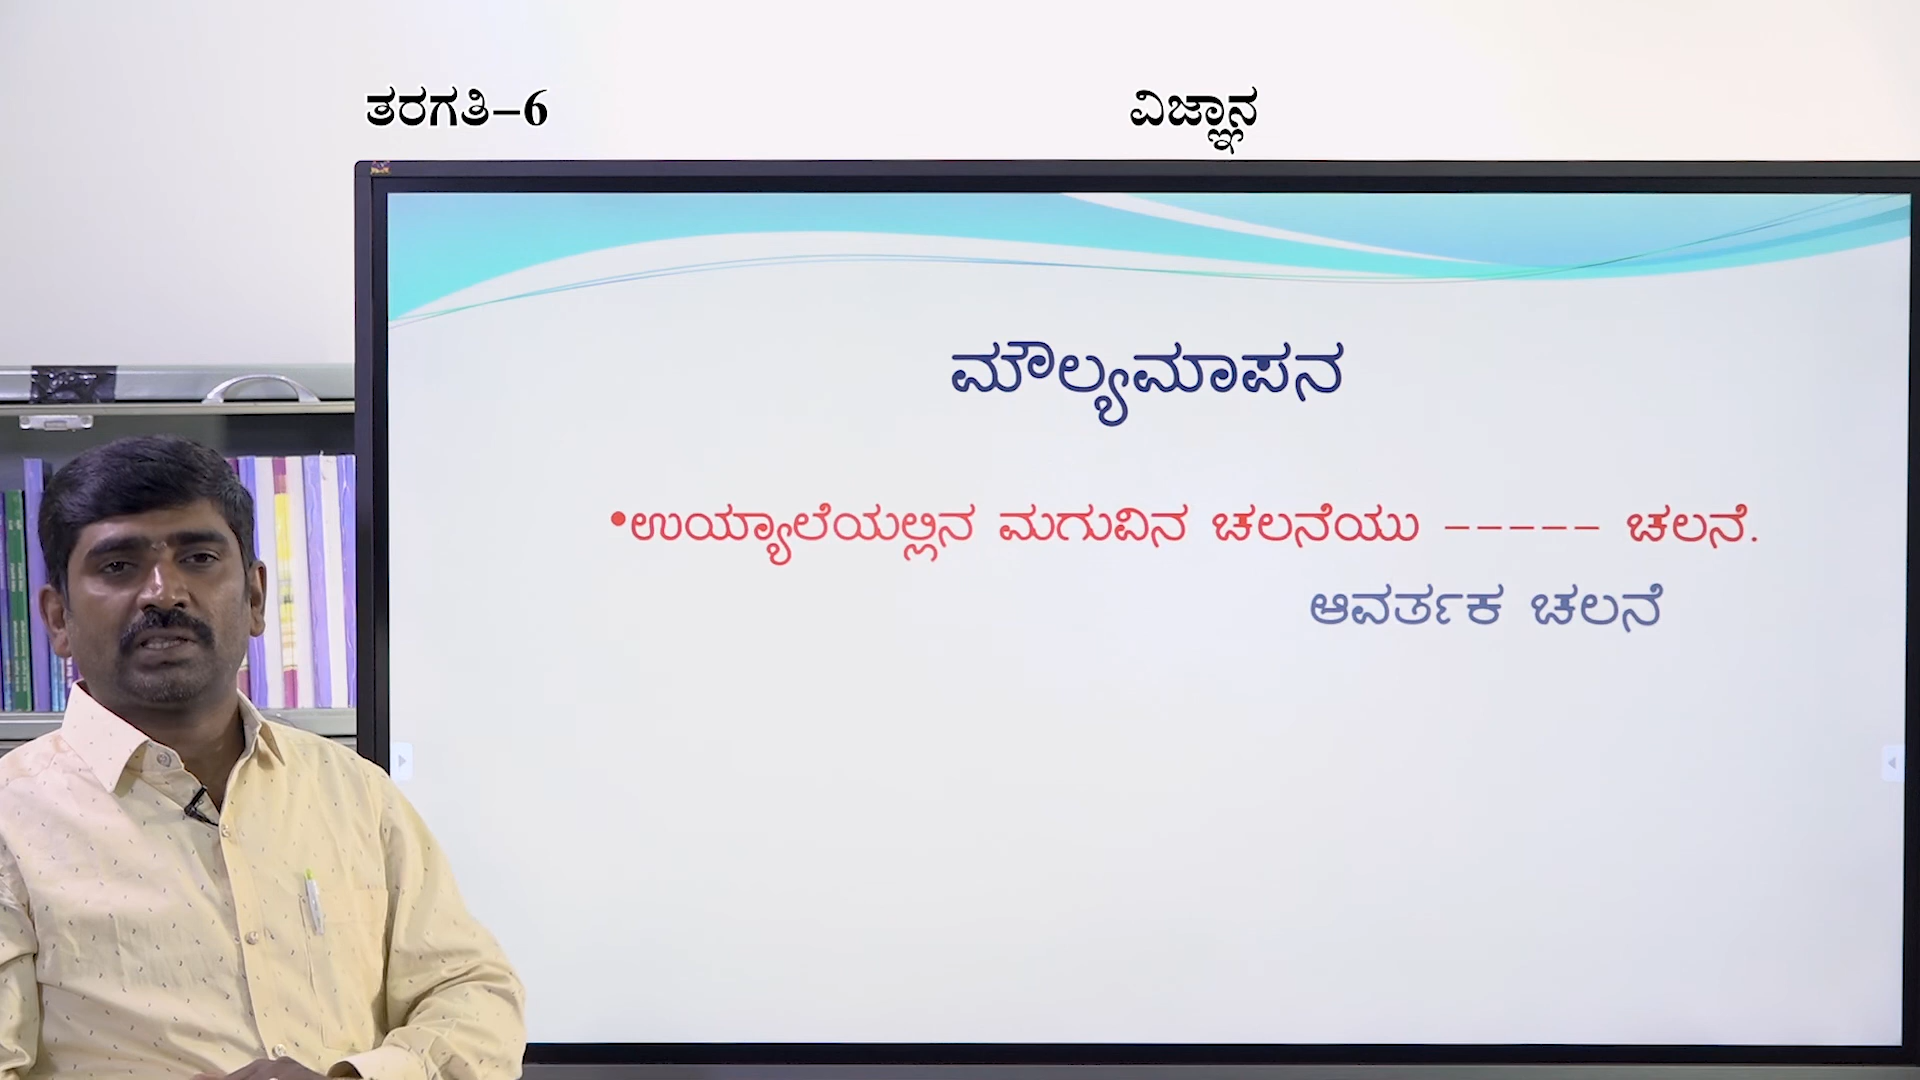 ತರಗತಿ–6
ವಿಜ್ಞಾನ
ಮೌಲ್ಯಮಾಪನ
•ಉಯ್ಯಾಲೆಯಲ್ಲಿನ ಮಗುವಿನ ಚಲನೆಯು ----- ಚಲನೆ.
ಆವರ್ತಕ ಚಲನೆ